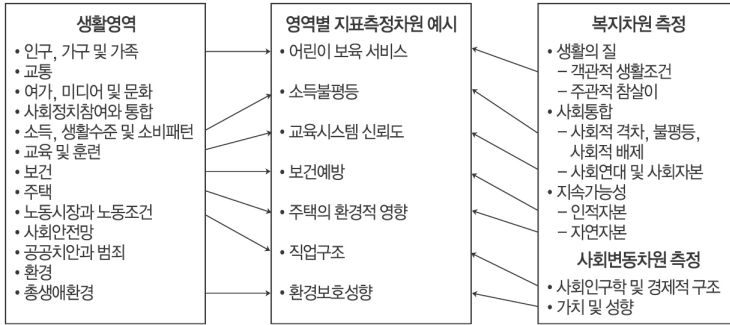 생활영역
• 인구, 가구 및 가족
• 교통
• 여가, 미디어 및 문화
• 사회정치참여와 통합
• 소득, 생활수준 및 소비패턴
• 교육 및 훈련
• 보건
• 주택
• 노동시장과 노동조건
• 사회안전망
• 공공치안과 범죄
• 환경
• 총생애환경
영역별 지표측정차원 예시
• 어린이 보육 서비스
• 소득불평등
• 교육시스템 신뢰도
• 보건예방
• 주택의 환경적 영향
• 직업구조
• 환경보호성향
복지차원 측정
• 생활의 질
– 객관적 생활조건
– 주관적 참살이
• 사회통합
– 사회적 격차, 불평등,
사회적 배제
– 사회연대 및 사회자본
• 지속가능성
– 인적자본
– 자연자본
사회변동차원 측정
• 사회인구학 및 경제적 구조
• 가치 및 성향